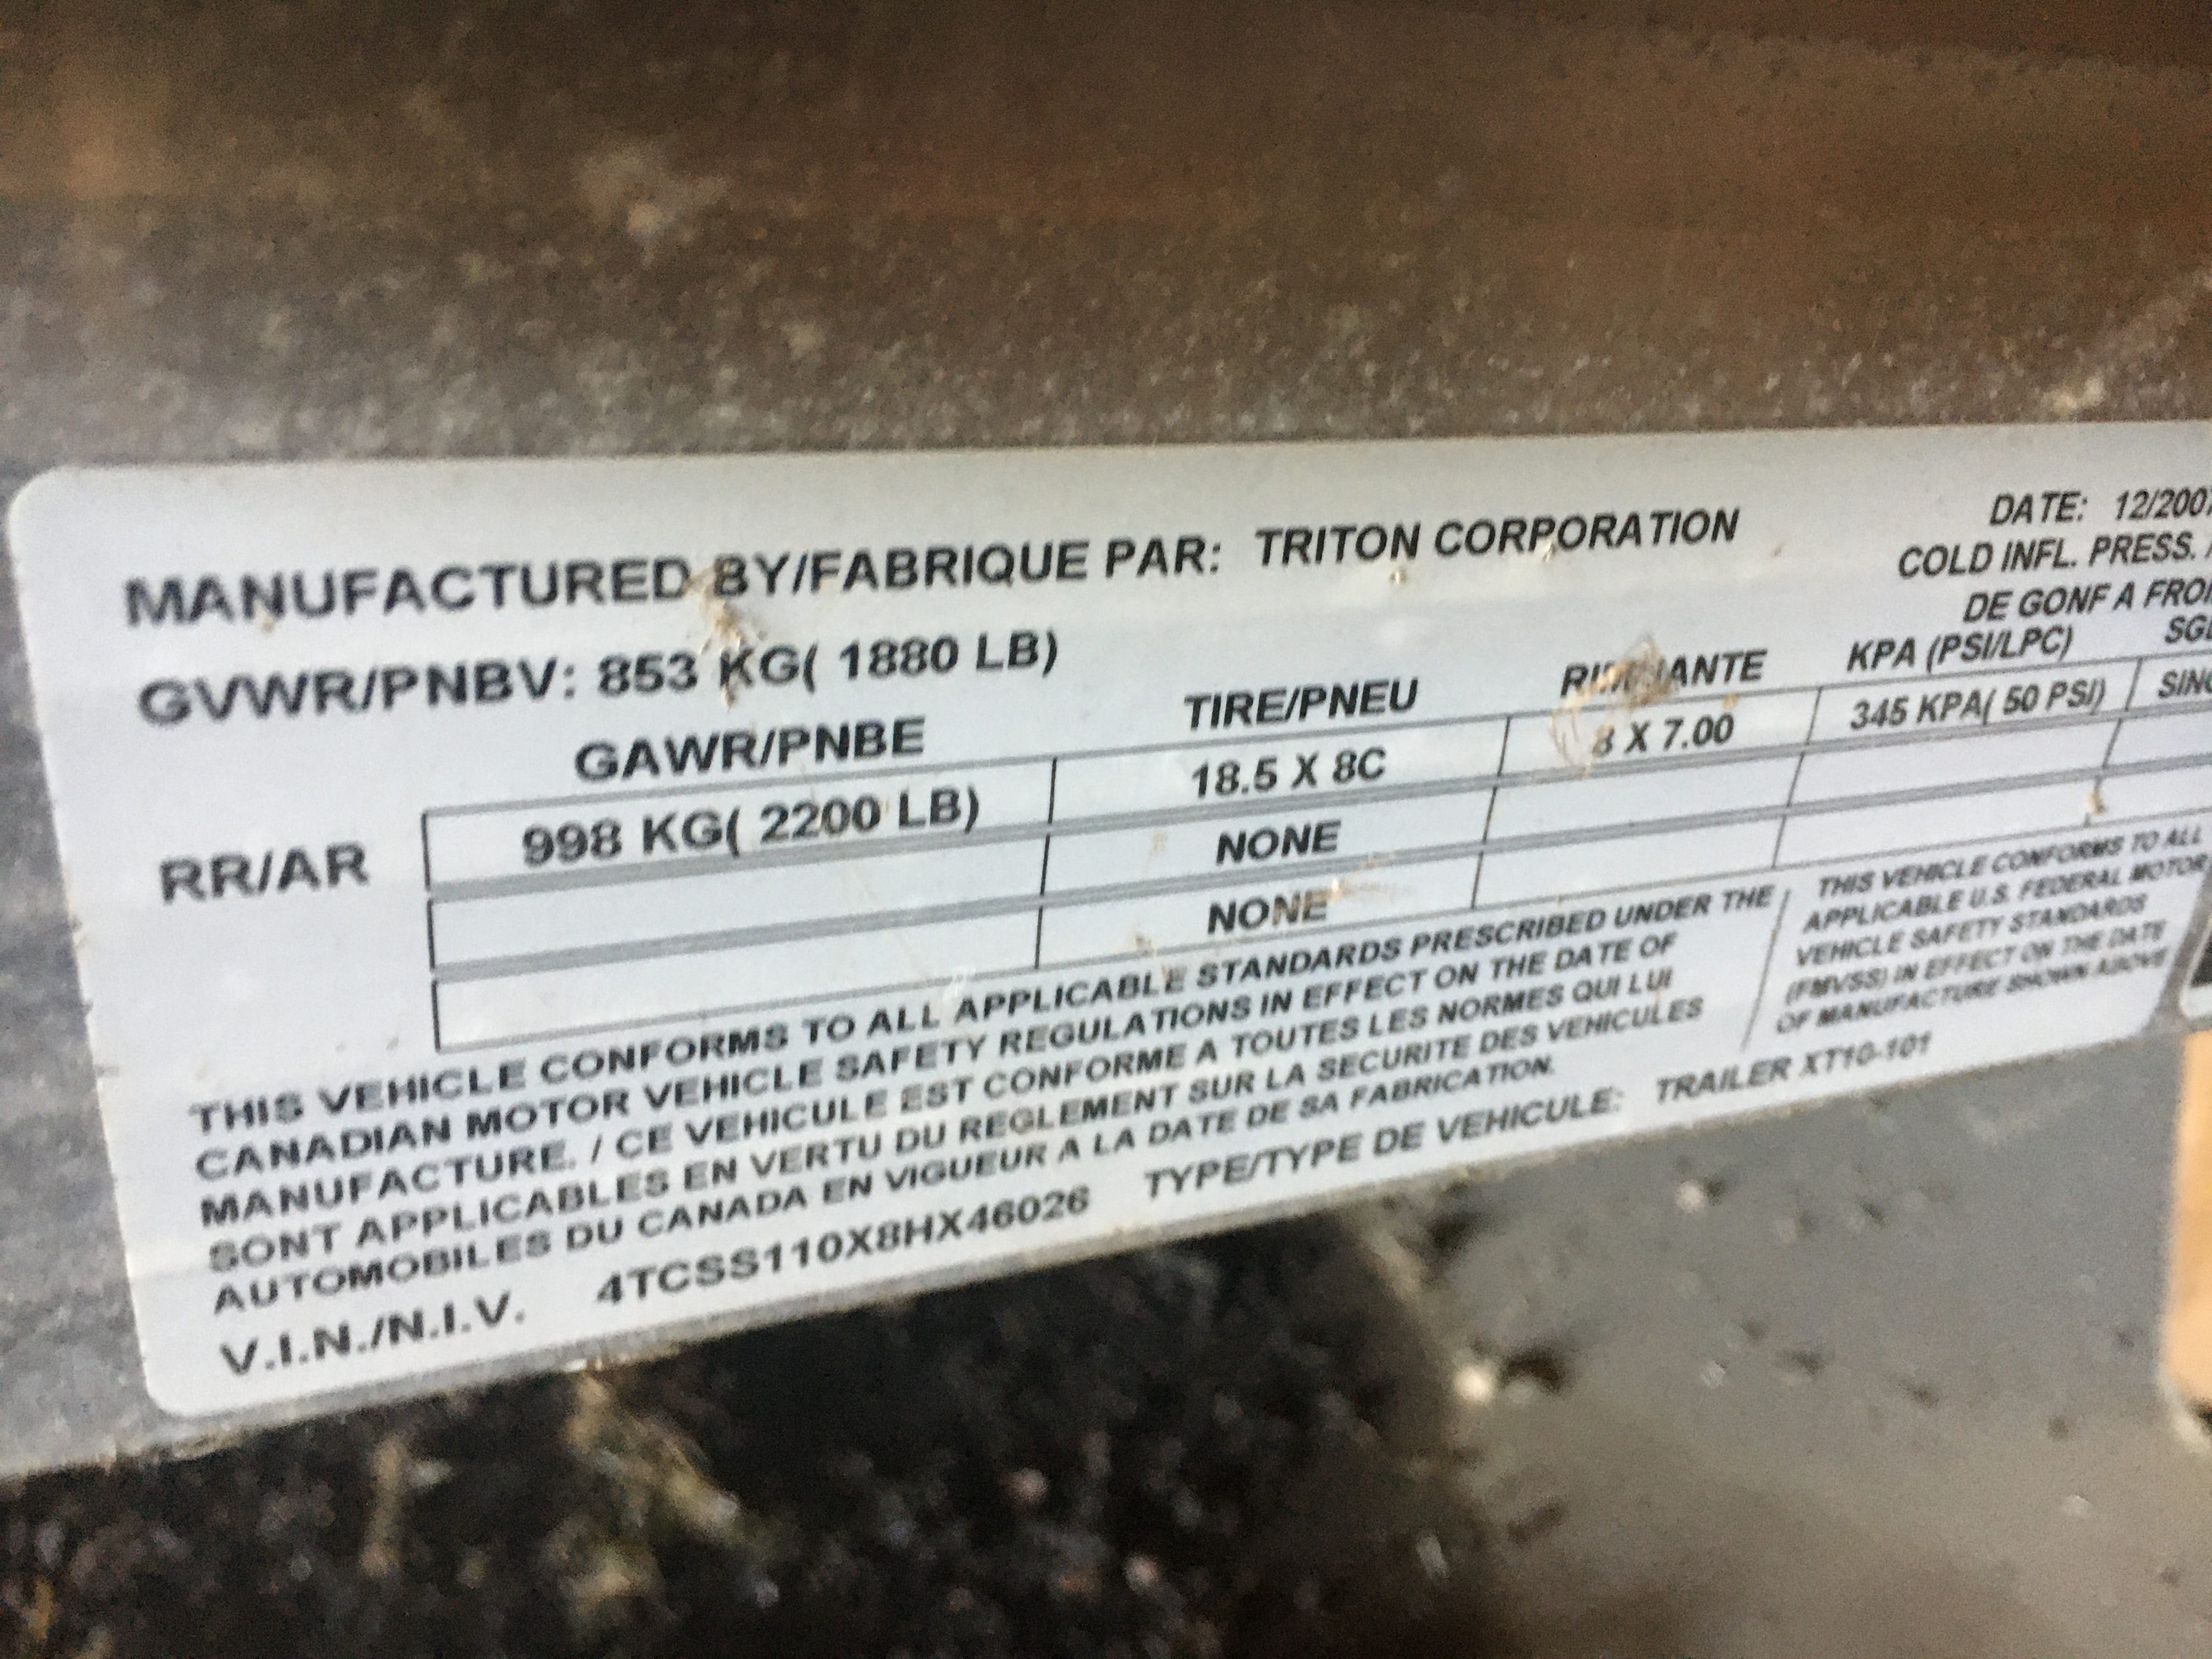 MANUFACTURED BY/FABRIQUE PAR: TRITON CORPORATION
DATE: 12/2007
GVWR/PNBV: 853 KG( 1880 LB)
COLD INFL. PRESS.
DE GONF A
GAWR/PNBE TIRE/PNEU KPA (PSI/LPC)
RR/AR 998 KG( 2200 LB) 18.5 X 8C 8 X 7.00 345 KPA( 50 PSI)
NONE
NONE
THIS VEHICLE CONFORMS TO ALL APPLICABLE STANDARDS PRESCRIBED UNDER THE
CANADIAN MOTOR VEHICLE SAFETY REGULATIONS IN EFFECT ON THE DATE OF
MANUFACTURE. / CE VEHICULE EST CONFORME A TOUTES LES NORMES QUI LUI
SONT APPLICABLES EN VERTU DU REGLEMENT SUR LA SECURITE DES VEHICULES
AUTOMOBILES DU CANADA EN VIGUEUR A LA DATE DE SA FABRICATION.
THIS VEHICLE CONFORMS TO ALL
APPLICABLE U.S. FEDERAL MOTOR
VEHICLE SAFETY STANDARDS
(FMVSS) IN EFFECT ON THE DATE
OF MANUFACTURE SHOWN ABOVE
V.I.N./N.I.V. 4TCSS110X8HX46026 TYPE/TYPE DE VEHICULE: TRAILER XT10-101